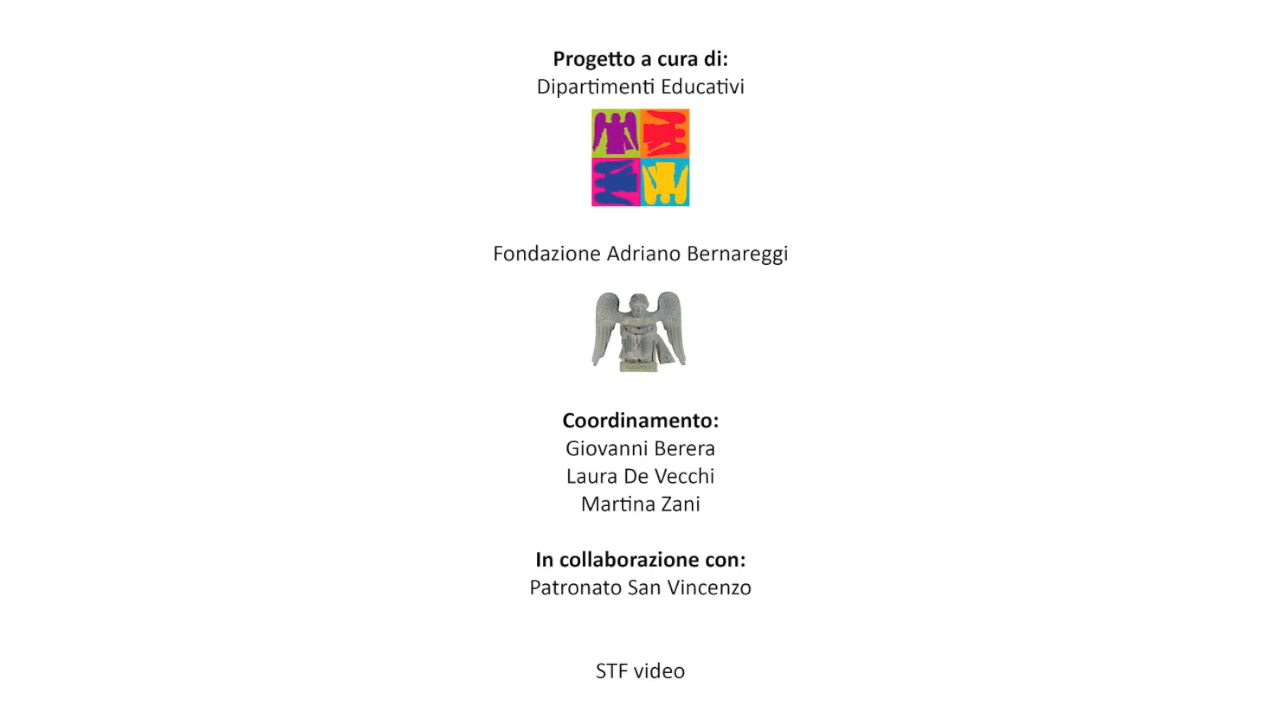 Progetto a cura di:
Dipartimenti Educativi
Fondazione Adriano Bernareggi
Coordinamento:
Giovanni Berera
Laura De Vecchi
Martina Zani
In collaborazione con:
Patronato San Vincenzo
STF video